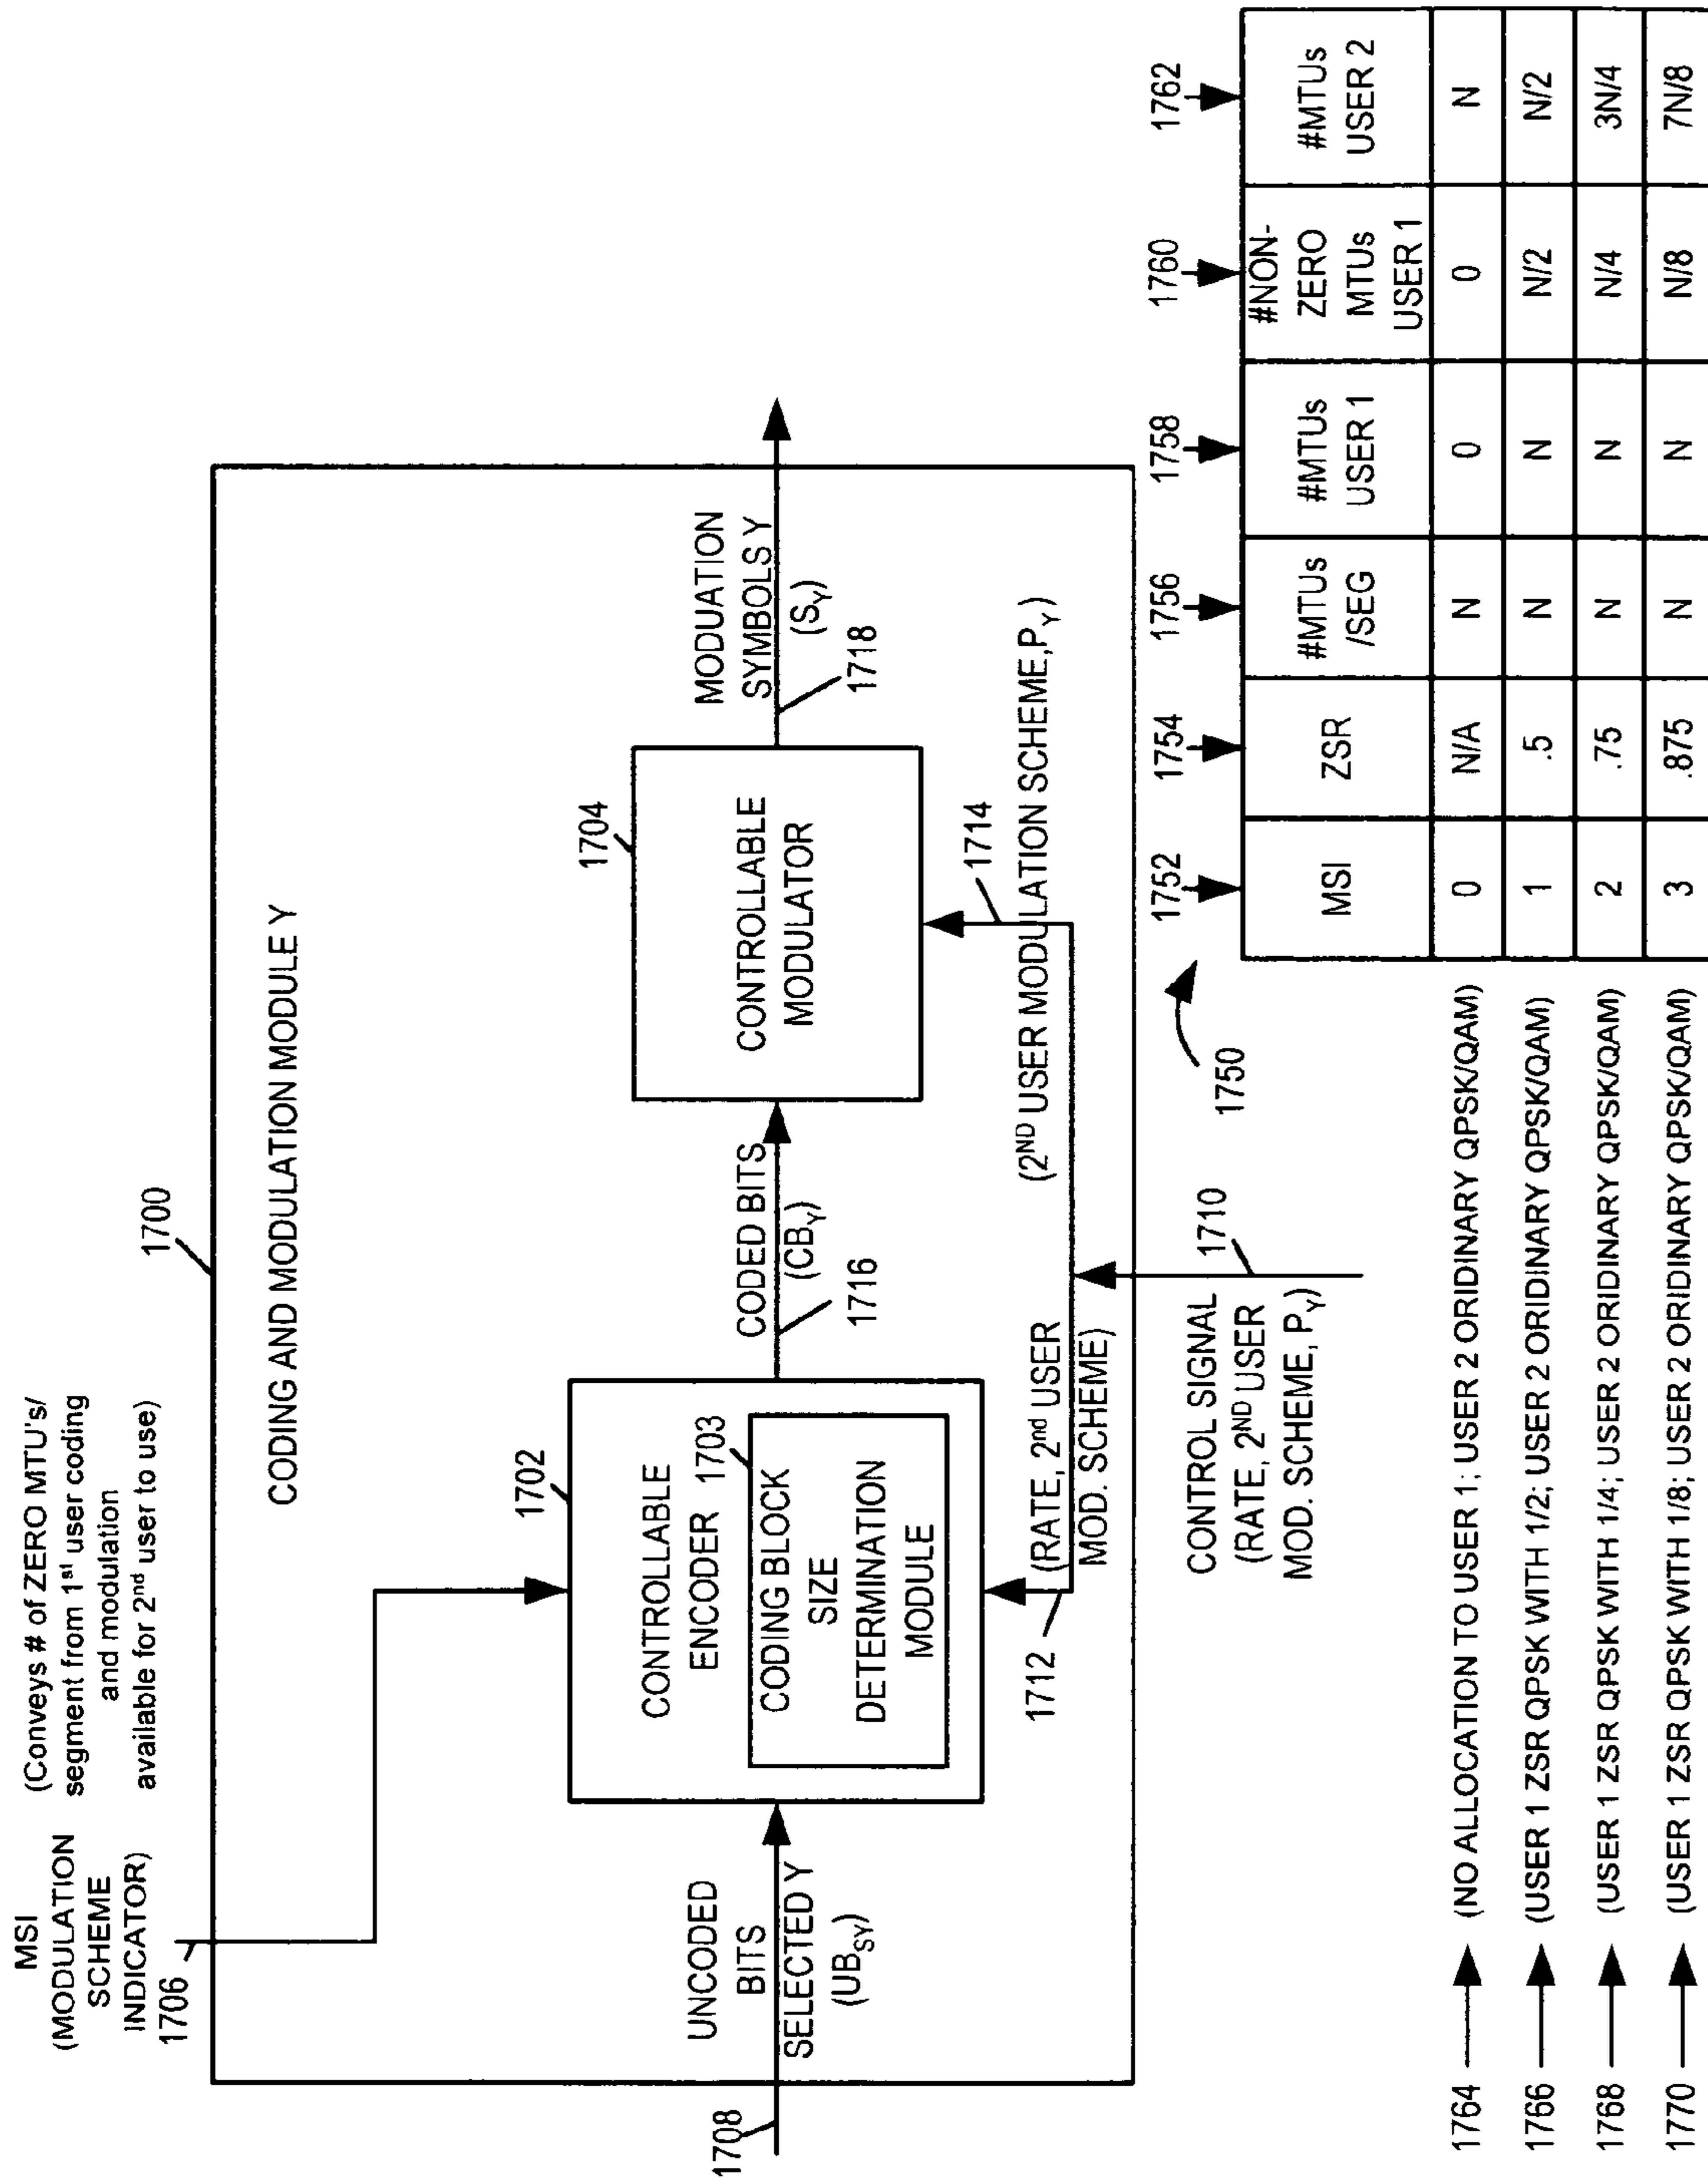 MSI
(MODULATION
SCHEME
INDICATOR)
1706
(Conveys # of ZERO MTU's/
segment from 1st user coding
and modulation
available for 2nd user to use)
1700
CODING AND MODULATION MODULE Y
1708
UNCODED
BITS
SELECTED Y
(UBSY)
1702
CONTROLLABLE
ENCODER 1703
CODING BLOCK
SIZE
DETERMINATION
MODULE
CODED BITS
(CBY)
1716
1704
CONTROLLABLE
MODULATOR
MODUATION
SYMBOLS Y
(SY)
1718
1712
(RATE, 2nd USER
MOD. SCHEME)
(2ND USER MODULATION SCHEME,PY)
1714
CONTROL SIGNAL
(RATE, 2ND USER
MOD. SCHEME, PY)
1710
1750
1752 1754 1756 1758 1760 1762
MSI ZSR #MTUs /SEG #MTUs USER 1 #NON-ZERO MTUs USER 1 #MTUs USER 2
1764 (NO ALLOCATION TO USER 1; USER 2 ORIDINARY QPSK/QAM) 0 N/A N 0 0 N
1766 (USER 1 ZSR QPSK WITH 1/2; USER 2 ORIDINARY QPSK/QAM) 1 .5 N N N/2 N/2
1768 (USER 1 ZSR QPSK WITH 1/4; USER 2 ORIDINARY QPSK/QAM) 2 .75 N N N/4 3N/4
1770 (USER 1 ZSR QPSK WITH 1/8; USER 2 ORIDINARY QPSK/QAM) 3 .875 N N N/8 7N/8